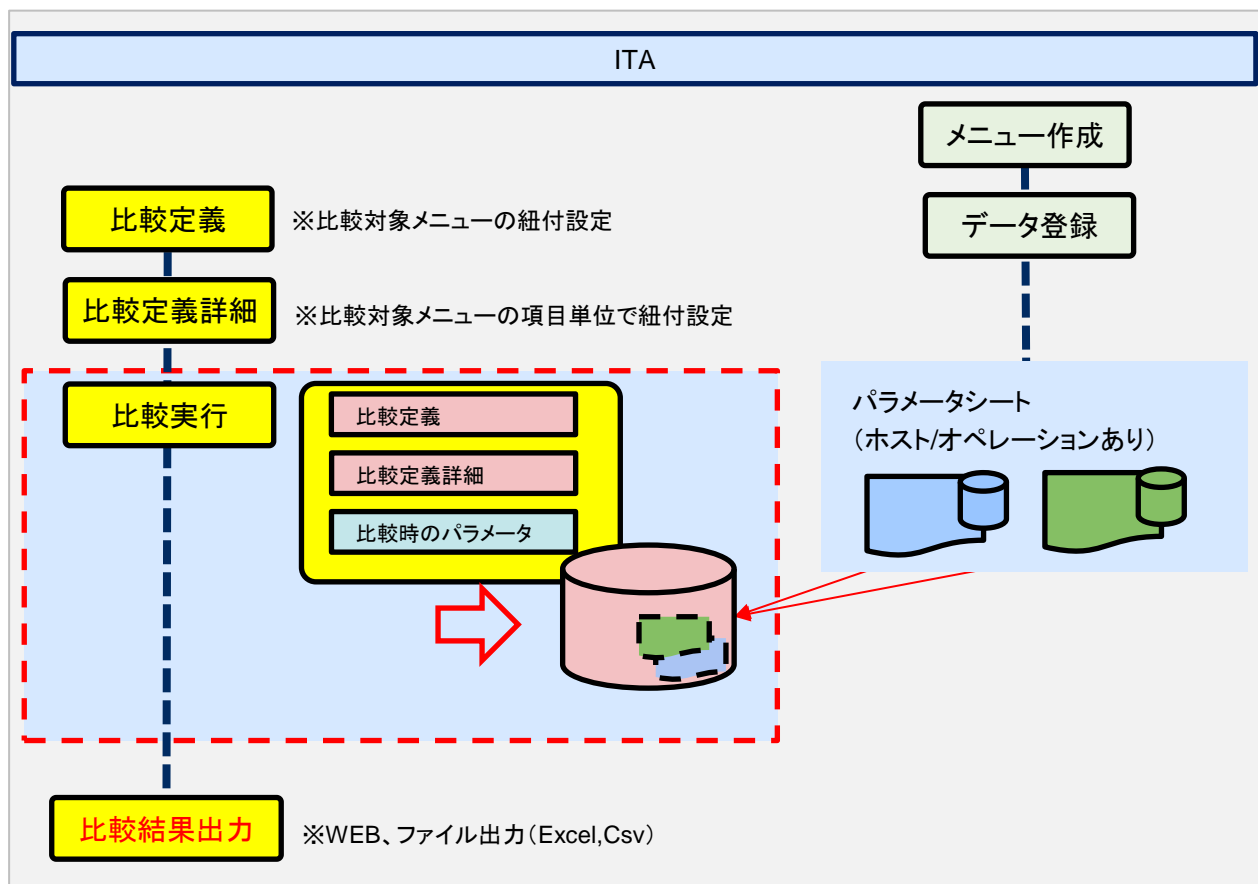 ITA
メニュー作成
データ登録
比較定義
※比較対象メニューの紐付設定
比較定義詳細
※比較対象メニューの項目単位で紐付設定
比較実行
比較定義
比較定義詳細
比較時のパラメータ
パラメータシート
（ホスト/オペレーションあり）
比較結果出力
※WEB、ファイル出力（Excel,Csv）